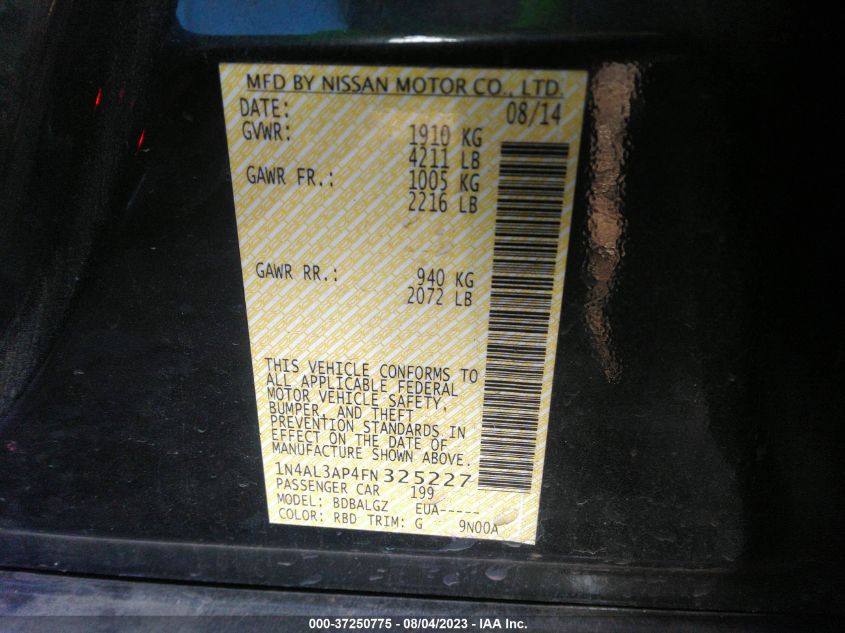 MFD BY NISSAN MOTOR CO., LTD.
DATE: 08/14
GVWR: 1910 KG
4211 LB
GAWR FR.: 1005 KG
2216 LB
GAWR RR.: 940 KG
2072 LB
THIS VEHICLE CONFORMS TO
ALL APPLICABLE FEDERAL
MOTOR VEHICLE SAFETY,
BUMPER, AND THEFT
PREVENTION STANDARDS IN
EFFECT ON THE DATE OF
MANUFACTURE SHOWN ABOVE.
1N4AL3AP4FN325227
PASSENGER CAR 199
MODEL: BDBALGZ EUA-----
COLOR: RBD TRIM: G 9N00A
000-37250775 - 08/04/2023 - IAA Inc.